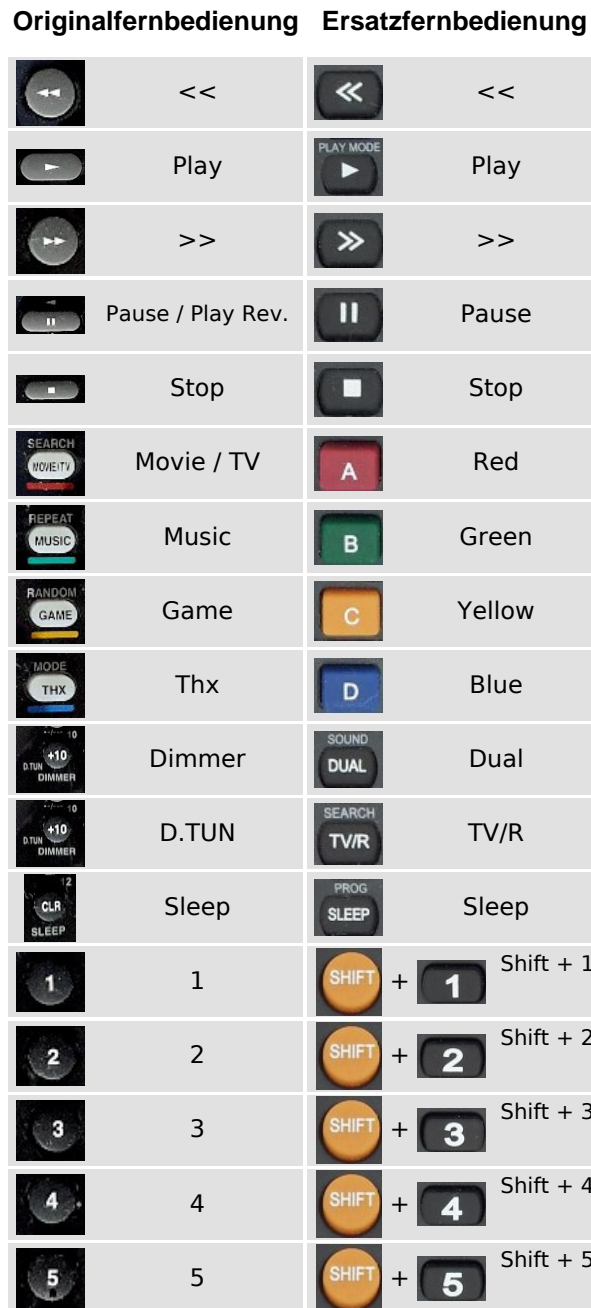 Originalfernbedienung Ersatzfernbedienung
<< <<
Play PLAY MODE Play
>> >>
Pause / Play Rev. Pause
Stop Stop
SEARCH MOVIE/TV Movie / TV A Red
REPEAT MUSIC Music B Green
RANDOM GAME Game C Yellow
MODE THX Thx D Blue
10 +10 D.TUN DIMMER Dimmer SOUND DUAL Dual
10 +10 D.TUN DIMMER D.TUN SEARCH TV/R TV/R
12 CLR SLEEP Sleep PROG SLEEP Sleep
1 1 SHIFT + 1 Shift + 1
2 2 SHIFT + 2 Shift + 2
3 3 SHIFT + 3 Shift + 3
4 4 SHIFT + 4 Shift + 4
5 5 SHIFT + 5 Shift + 5